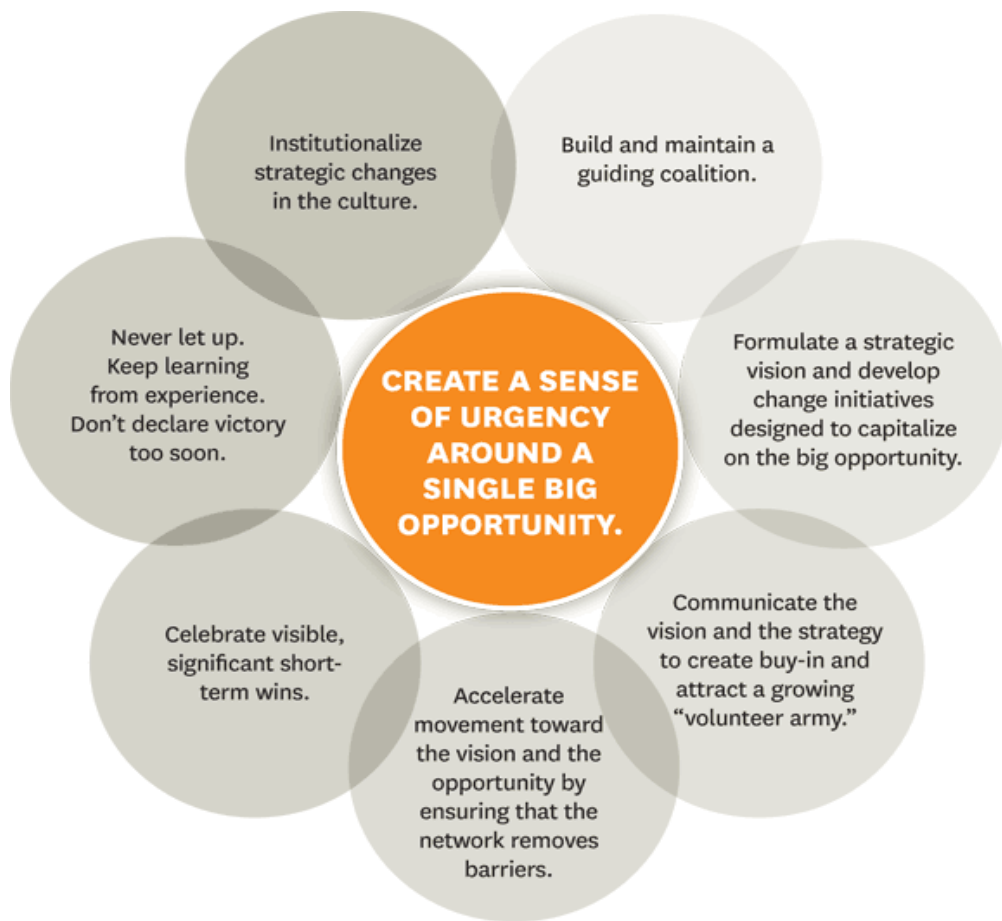 Institutionalize
strategic changes
in the culture.
Build and maintain a
guiding coalition.
Never let up.
Keep learning
from experience.
Don’t declare victory
too soon.
CREATE A SENSE
OF URGENCY
AROUND A
SINGLE BIG
OPPORTUNITY.
Formulate a strategic
vision and develop
change initiatives
designed to capitalize
on the big opportunity.
Celebrate visible,
significant short-
term wins.
Accelerate
movement toward
the vision and the
opportunity by
ensuring that the
network removes
barriers.
Communicate the
vision and the strategy
to create buy-in and
attract a growing
“volunteer army.”